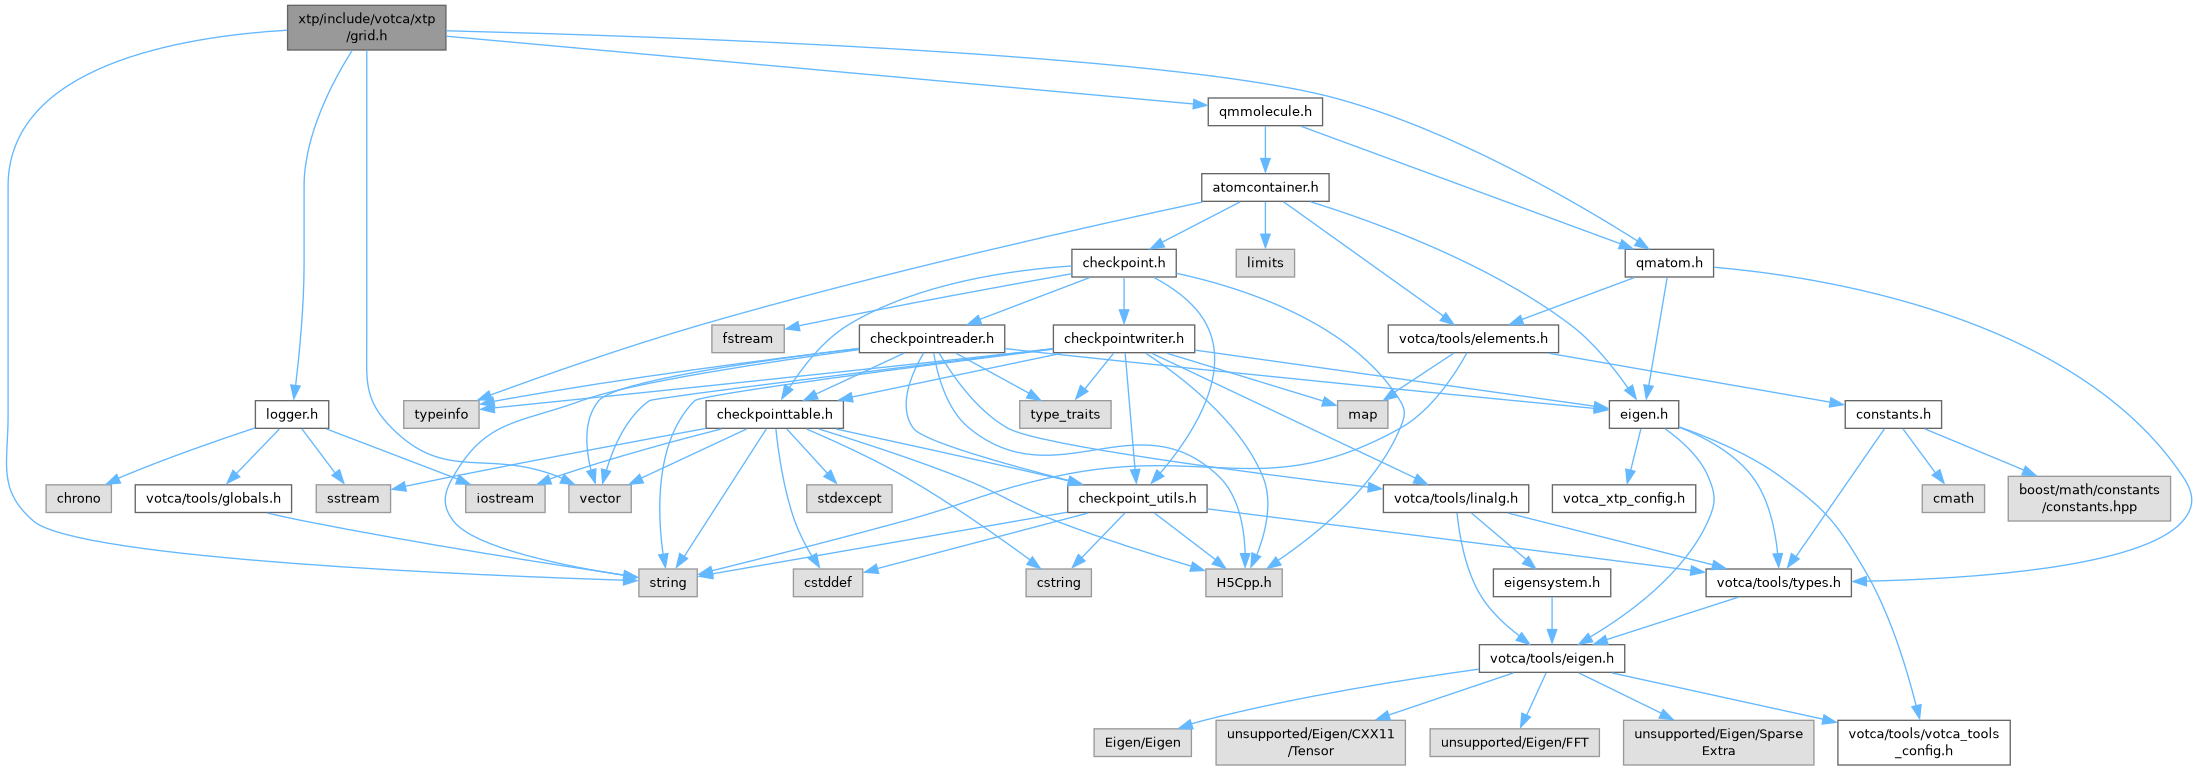 xtp/include/votca/xtp
/grid.h
qmmolecule.h
atomcontainer.h
checkpoint.h
limits
qmatom.h
fstream
checkpointreader.h
checkpointwriter.h
votca/tools/elements.h
logger.h
typeinfo
checkpointtable.h
type_traits
map
eigen.h
constants.h
chrono
votca/tools/globals.h
sstream
iostream
vector
stdexcept
checkpoint_utils.h
votca/tools/linalg.h
votca_xtp_config.h
cmath
boost/math/constants
/constants.hpp
string
cstddef
cstring
H5Cpp.h
eigensystem.h
votca/tools/types.h
votca/tools/eigen.h
Eigen/Eigen
unsupported/Eigen/CXX11
/Tensor
unsupported/Eigen/FFT
unsupported/Eigen/Sparse
Extra
votca/tools/votca_tools
_config.h